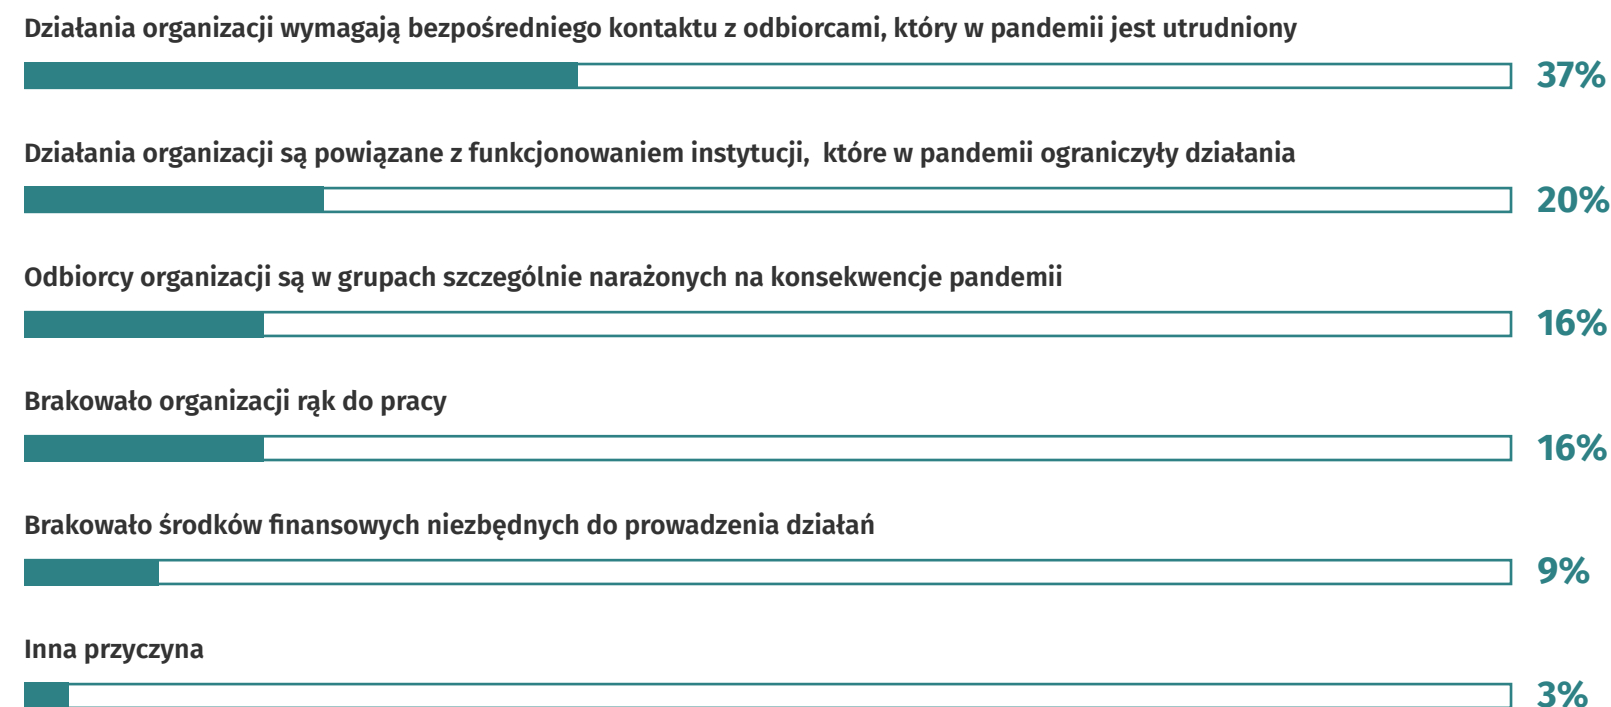 Działania organizacji wymagają bezpośredniego kontaktu z odbiorcami, który w pandemii jest utrudniony
37%
Działania organizacji są powiązane z funkcjonowaniem instytucji, które w pandemii ograniczyły działania
20%
Odbiorcy organizacji są w grupach szczególnie narażonych na konsekwencje pandemii
16%
Brakowało organizacji rąk do pracy
16%
Brakowało środków finansowych niezbędnych do prowadzenia działań
9%
Inna przyczyna
3%